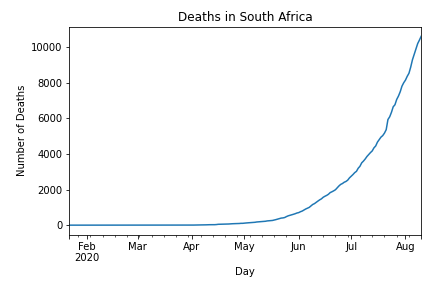 Deaths in South Africa
Number of Deaths
10000
8000
6000
4000
2000
0
Feb Mar Apr May Jun Jul Aug
2020
Day